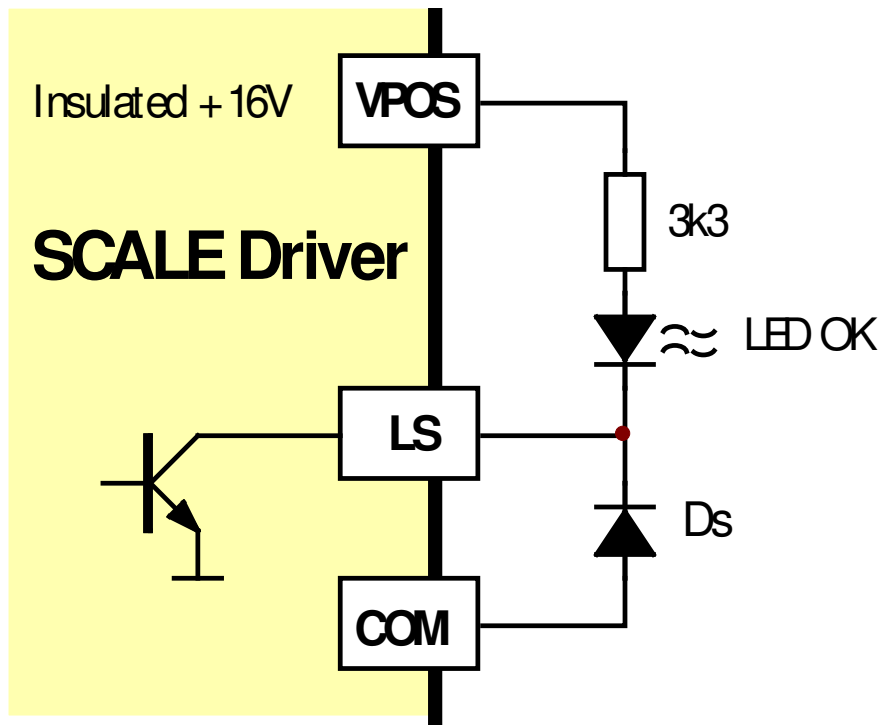 Insulated +16V
VPOS
SCALE Driver
3k3
LED OK
LS
Ds
COM